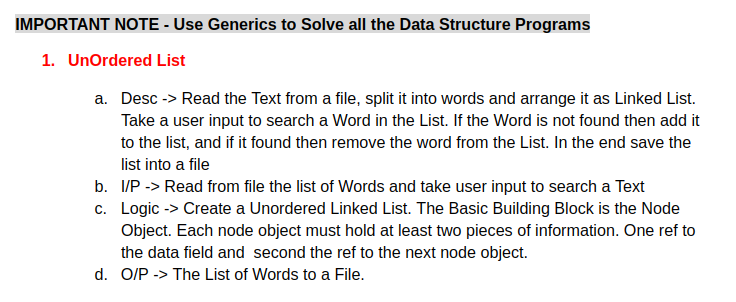 IMPORTANT NOTE - Use Generics to Solve all the Data Structure Programs
1. UnOrdered List
a. Desc -> Read the Text from a file, split it into words and arrange it as Linked List.
Take a user input to search a Word in the List. If the Word is not found then add it
to the list, and if it found then remove the word from the List. In the end save the
list into a file
b. I/P -> Read from file the list of Words and take user input to search a Text
c. Logic -> Create a Unordered Linked List. The Basic Building Block is the Node
Object. Each node object must hold at least two pieces of information. One ref to
the data field and  second the ref to the next node object.
d. O/P -> The List of Words to a File.